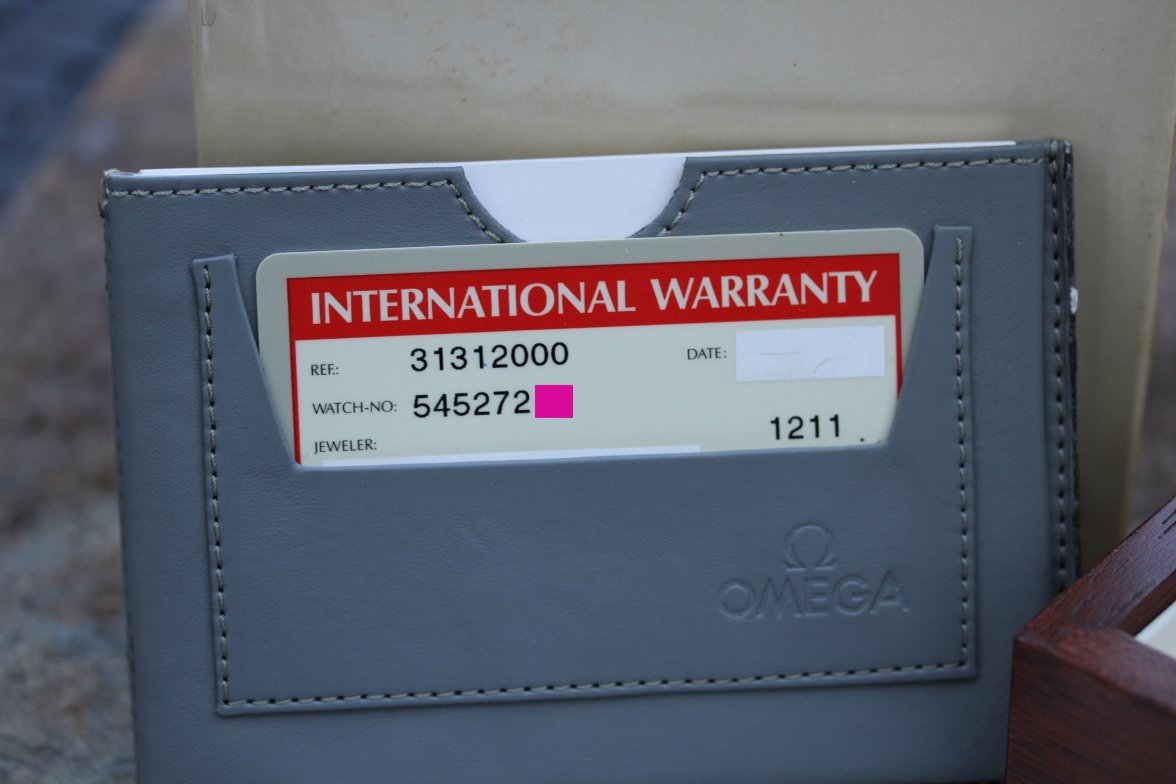 INTERNATIONAL WARRANTY
REF.: 31312000 DATE:
WATCH-NO: 545272
1211 .
JEWELER:
OMEGA